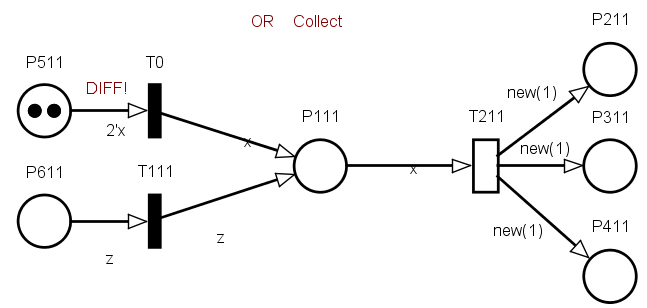 OR Collect
P211
P511
T0
DIFF!
new(1)
P111
T211
P311
2'x
x
new(1)
P611
T111
x
P411
z
z
new(1)